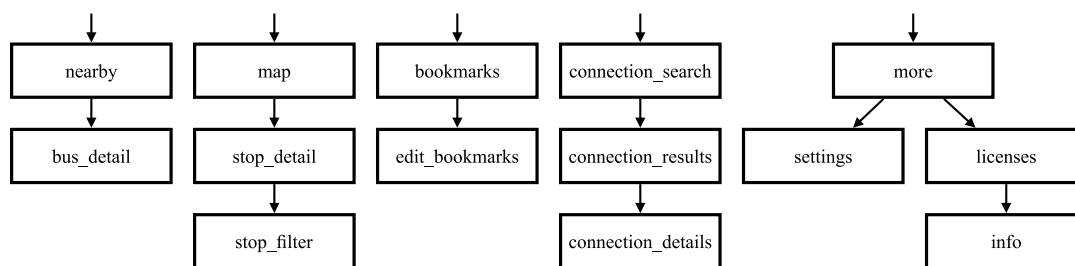 nearby
map
bookmarks
connection_search
more
bus_detail
stop_detail
edit_bookmarks
connection_results
settings
licenses
stop_filter
connection_details
info